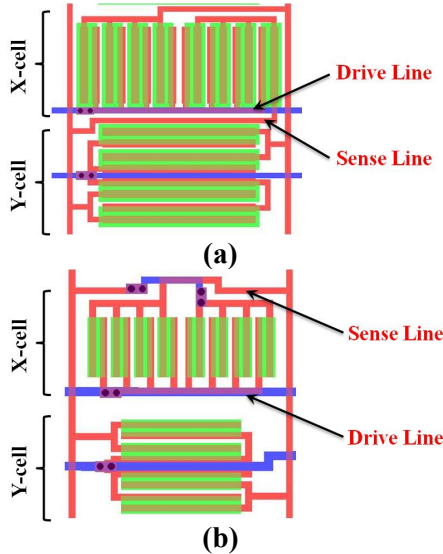 X-cell
Drive Line
Sense Line
Y-cell
(a)
X-cell
Sense Line
Drive Line
Y-cell
(b)